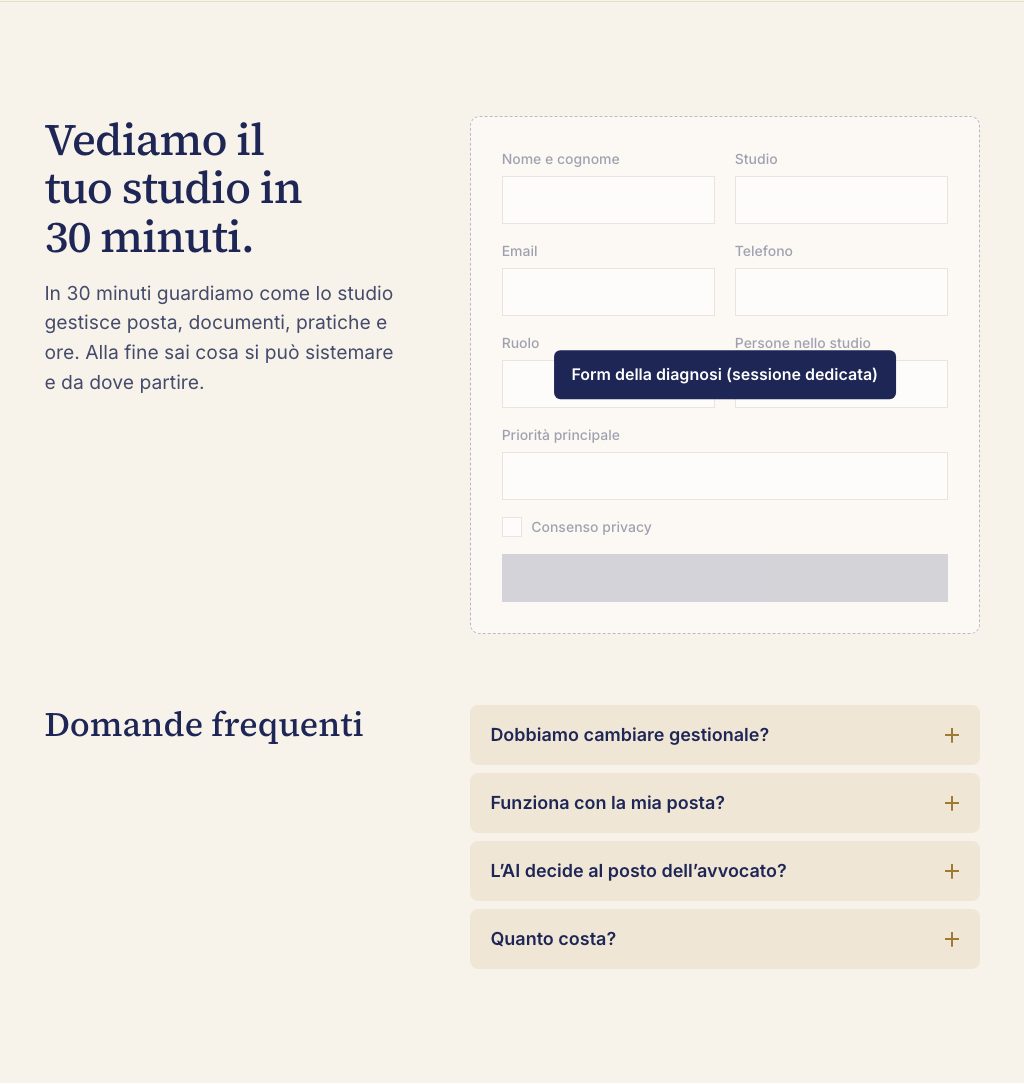 Vediamo il
tuo studio in
30 minuti.
In 30 minuti guardiamo come lo studio
gestisce posta, documenti, pratiche e
ore. Alla fine sai cosa si può sistemare
e da dove partire.
Nome e cognome
Studio
Email
Telefono
Ruolo
Persone nello studio
Form della diagnosi (sessione dedicata)
Priorità principale
Consenso privacy
Domande frequenti
Dobbiamo cambiare gestionale?
Funziona con la mia posta?
L’AI decide al posto dell’avvocato?
Quanto costa?